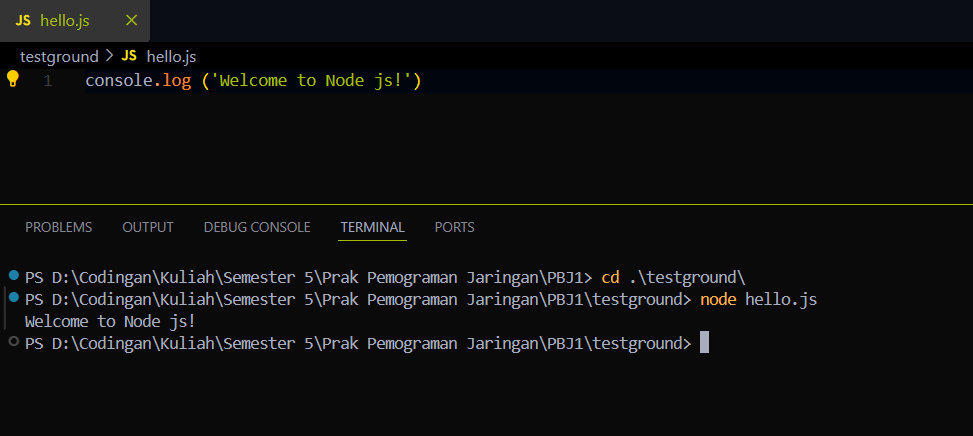 JS hello.js ×
testground > JS hello.js
1 console.log ('Welcome to Node js!')
PROBLEMS OUTPUT DEBUG CONSOLE TERMINAL PORTS
PS D:\Codingan\Kuliah\Semester 5\Prak Pemograman Jaringan\PBJ1> cd .\testground\
PS D:\Codingan\Kuliah\Semester 5\Prak Pemograman Jaringan\PBJ1\testground> node hello.js
Welcome to Node js!
PS D:\Codingan\Kuliah\Semester 5\Prak Pemograman Jaringan\PBJ1\testground>